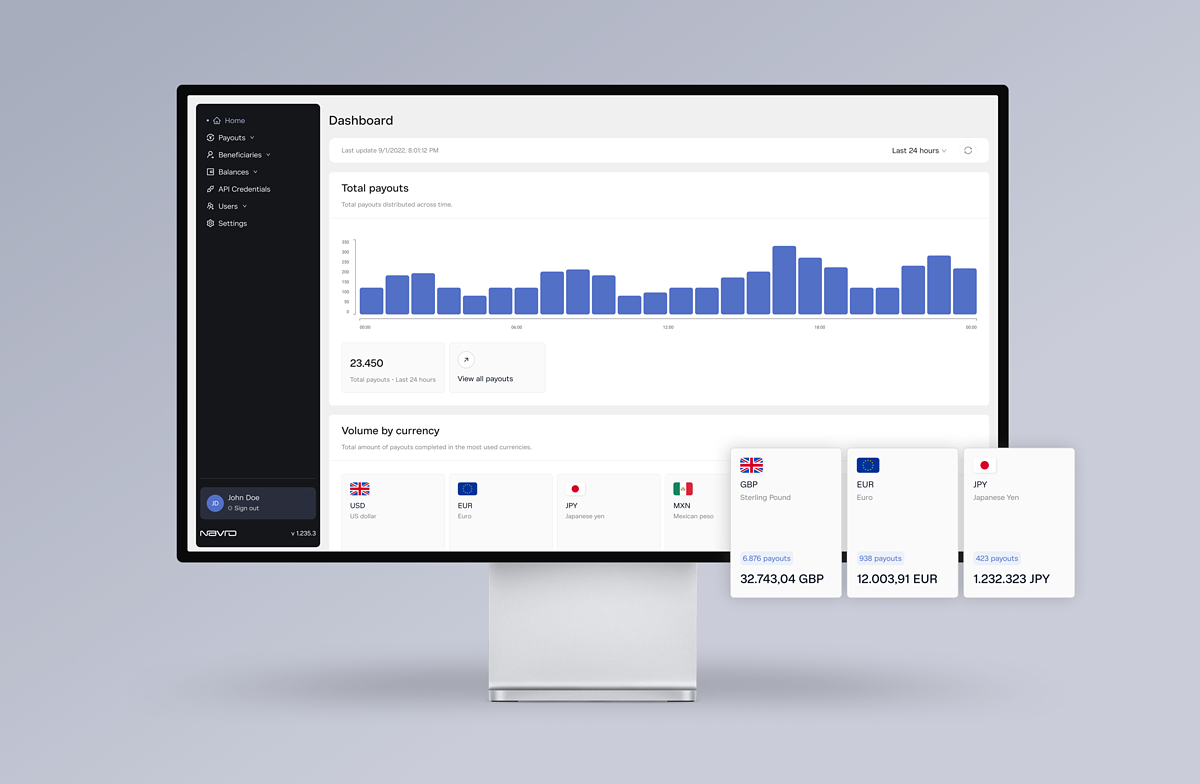 Home
Payouts
Beneficiaries
Balances
API Credentials
Users
Settings
JD
John Doe
Sign out
NAVRO
v 1.235.3
Dashboard
Last update 9/1/2022, 8:01:12 PM
Last 24 hours
Total payouts
Total payouts distributed across time.
350
300
250
200
150
100
50
0
00:00 06:00 12:00 18:00 00:00
23.450
Total payouts • Last 24 hours
View all payouts
Volume by currency
Total amount of payouts completed in the most used currencies.
USD
US dollar
EUR
Euro
JPY
Japanese yen
MXN
Mexican peso
GBP
Sterling Pound
6.876 payouts
32.743,04 GBP
EUR
Euro
938 payouts
12.003,91 EUR
JPY
Japanese Yen
423 payouts
1.232.323 JPY